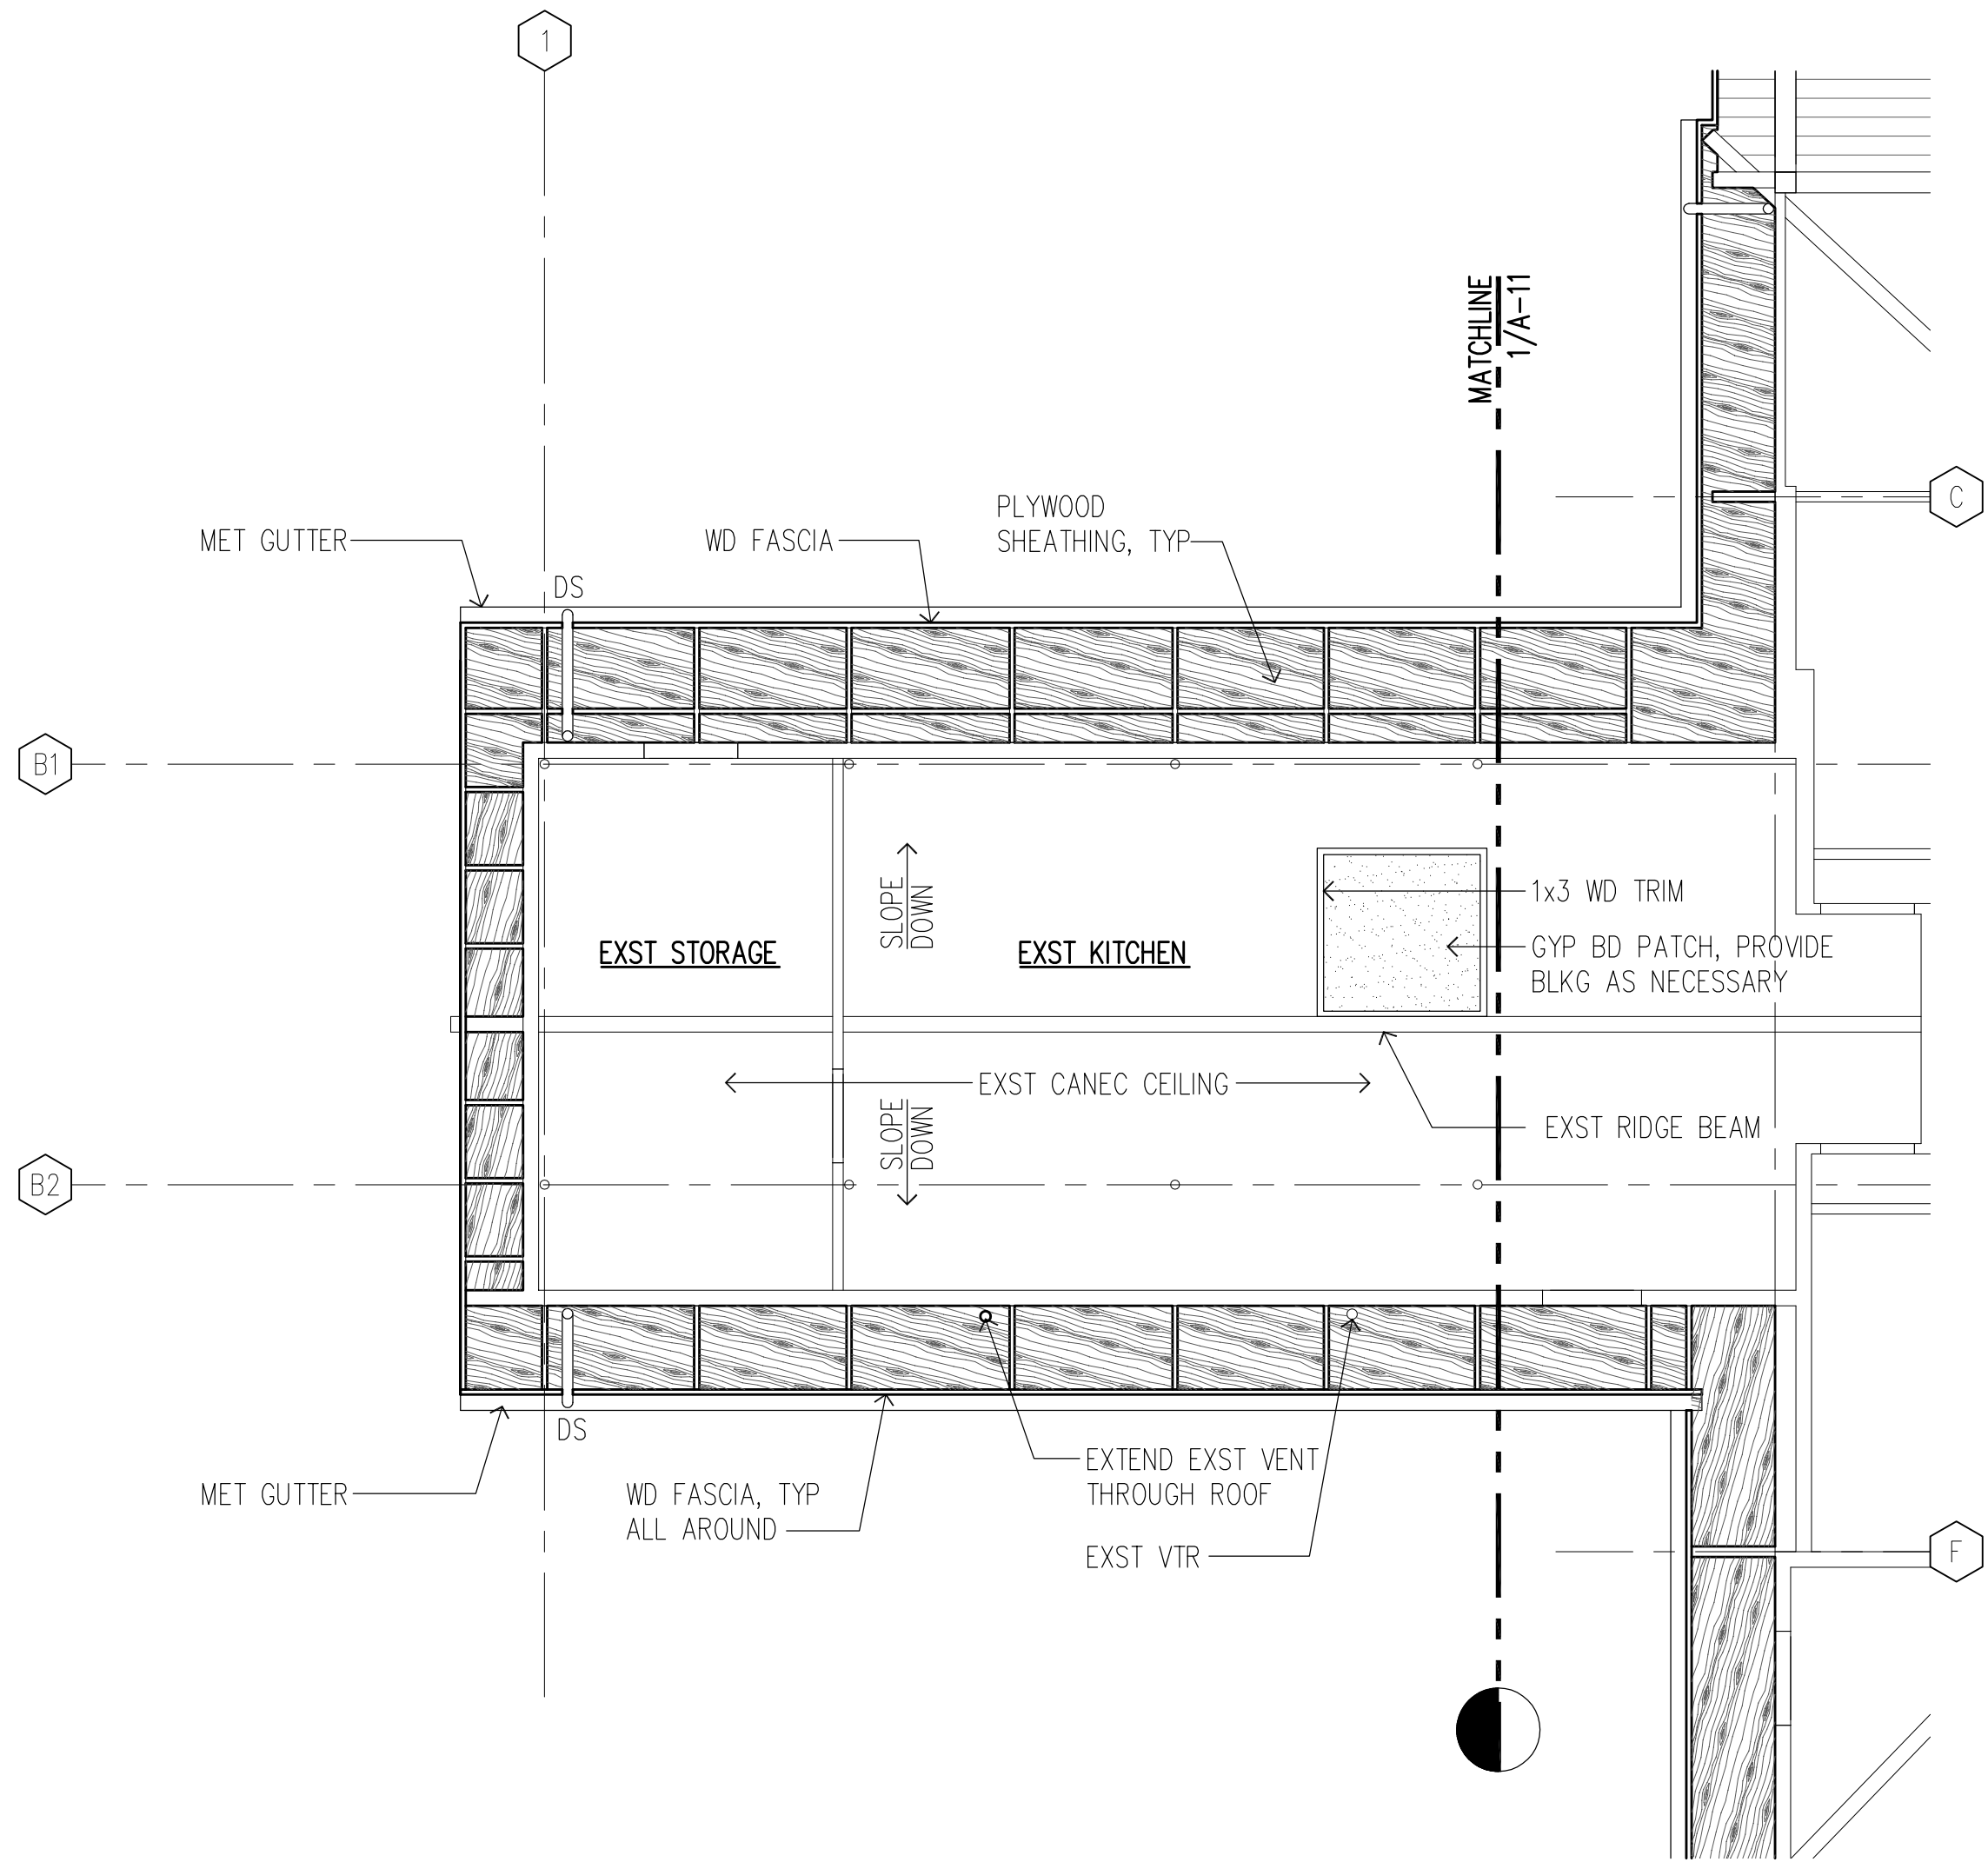 1
MATCHLINE
1/A-11
C
PLYWOOD
SHEATHING, TYP
MET GUTTER
WD FASCIA
DS
B1
SLOPE
DOWN
1x3 WD TRIM
EXST STORAGE
EXST KITCHEN
GYP BD PATCH, PROVIDE
BLKG AS NECESSARY
EXST CANEC CEILING
SLOPE
DOWN
EXST RIDGE BEAM
B2
DS
MET GUTTER
WD FASCIA, TYP
ALL AROUND
EXTEND EXST VENT
THROUGH ROOF
EXST VTR
F